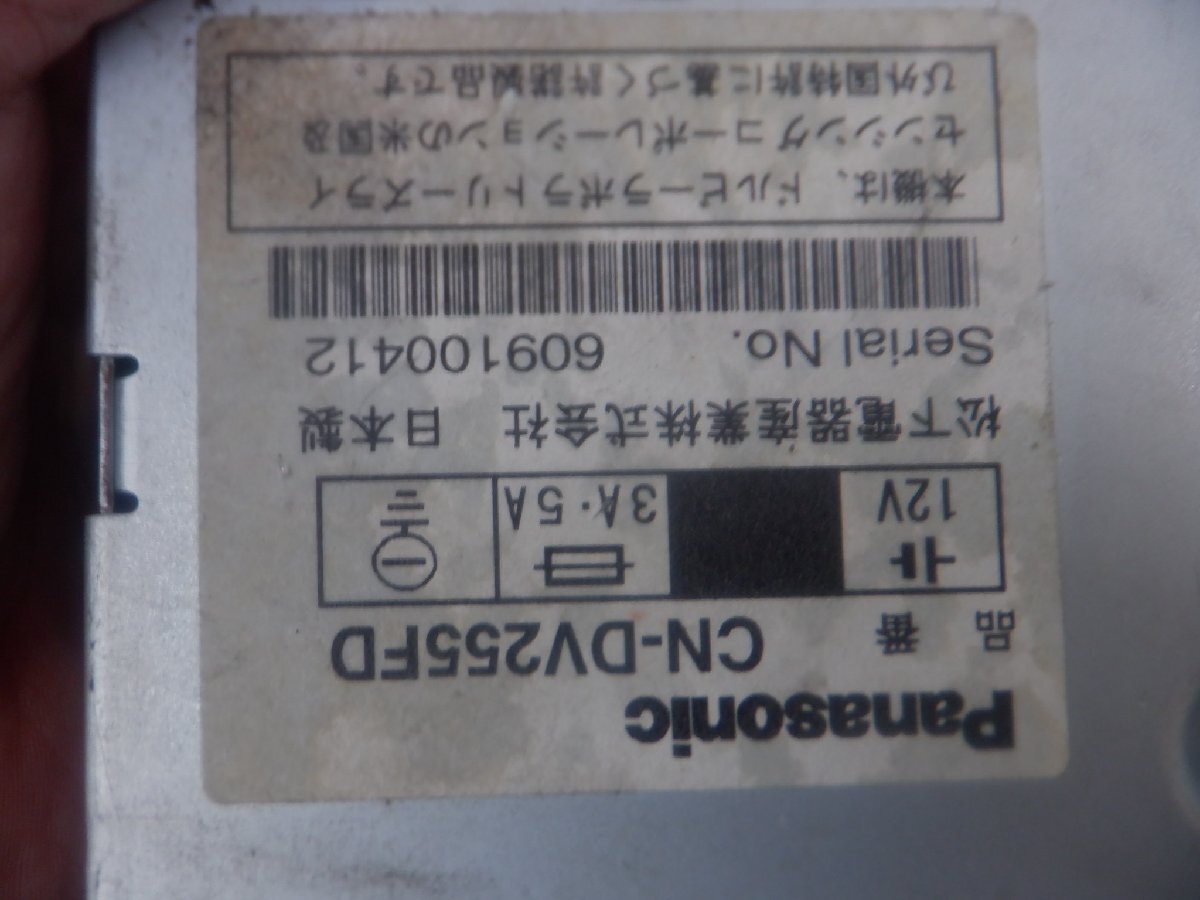 Panasonic
品番 CN-DV255FD
12V 3A・5A
松下電器産業株式会社 日本製
Serial No. 609100412
本機は、ドルビーラボラトリーズライ
センシングコーポレーションの米国及
び外国特許に基づく許諾製品です。